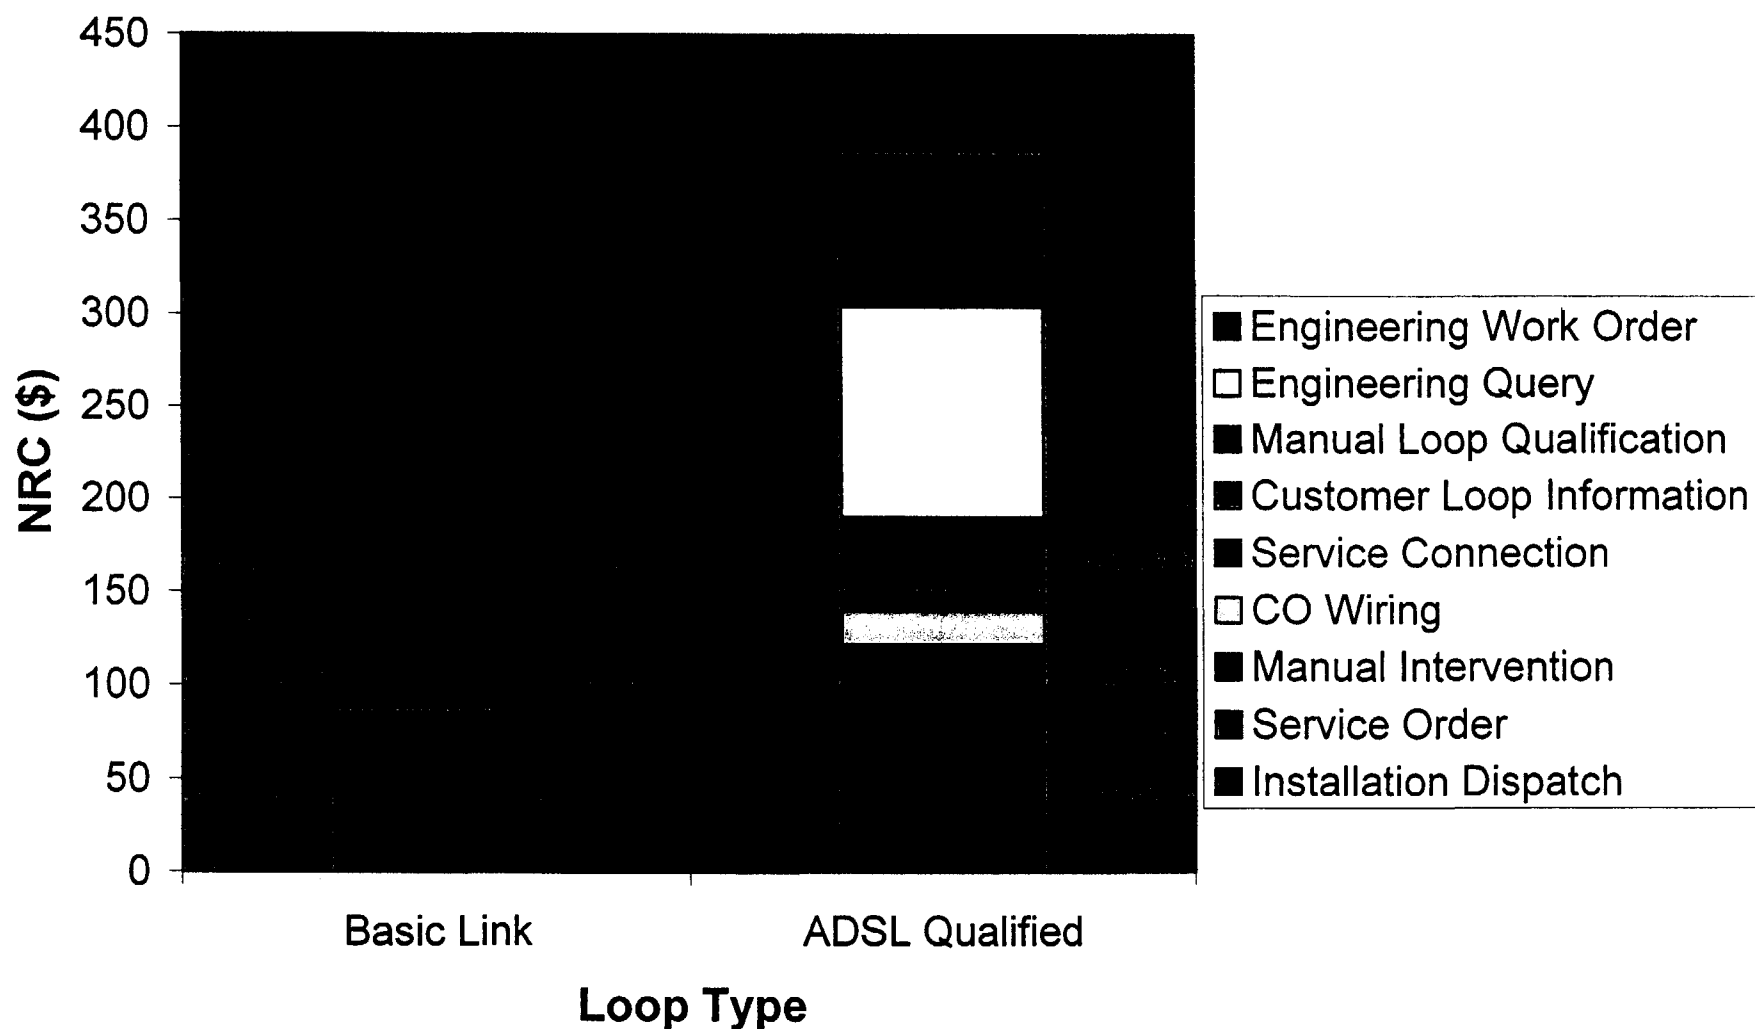 450
400
350
300
250
200
150
100
50
0
NRC ($)
Basic Link
ADSL Qualified
Loop Type
Engineering Work Order
Engineering Query
Manual Loop Qualification
Customer Loop Information
Service Connection
CO Wiring
Manual Intervention
Service Order
Installation Dispatch